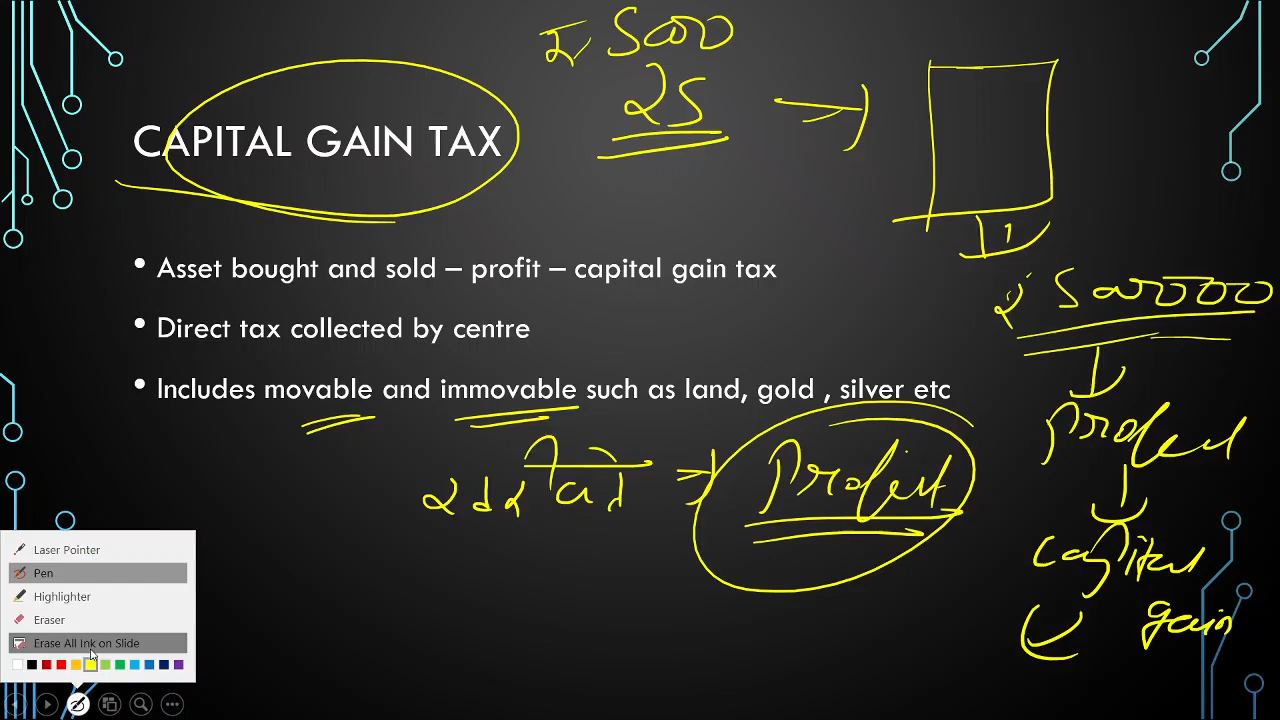 5000
25
CAPITAL GAIN TAX
• Asset bought and sold – profit – capital gain tax
• Direct tax collected by centre
500000
• Includes movable and immovable such as land, gold , silver etc
profit
Profit
capital
gain
Laser Pointer
Pen
Highlighter
Eraser
Erase All Ink on Slide